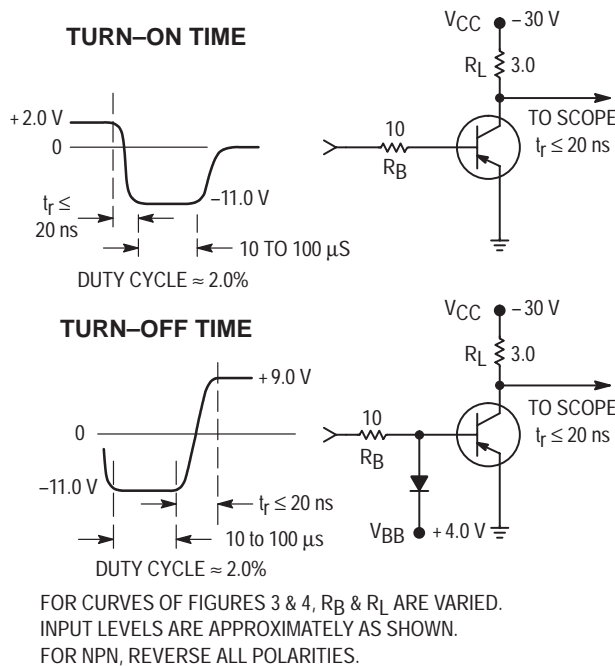 TURN–ON TIME
VCC
– 30 V
RL
3.0
+ 2.0 V
0
10
RB
TO SCOPE
tr ≤ 20 ns
–11.0 V
tr ≤
20 ns
10 TO 100 µS
DUTY CYCLE ≈ 2.0%
TURN–OFF TIME
VCC
– 30 V
RL
3.0
+ 9.0 V
0
10
RB
TO SCOPE
tr ≤ 20 ns
–11.0 V
tr ≤ 20 ns
VBB
+ 4.0 V
10 to 100 µs
DUTY CYCLE ≈ 2.0%
FOR CURVES OF FIGURES 3 & 4, RB & RL ARE VARIED.
INPUT LEVELS ARE APPROXIMATELY AS SHOWN.
FOR NPN, REVERSE ALL POLARITIES.